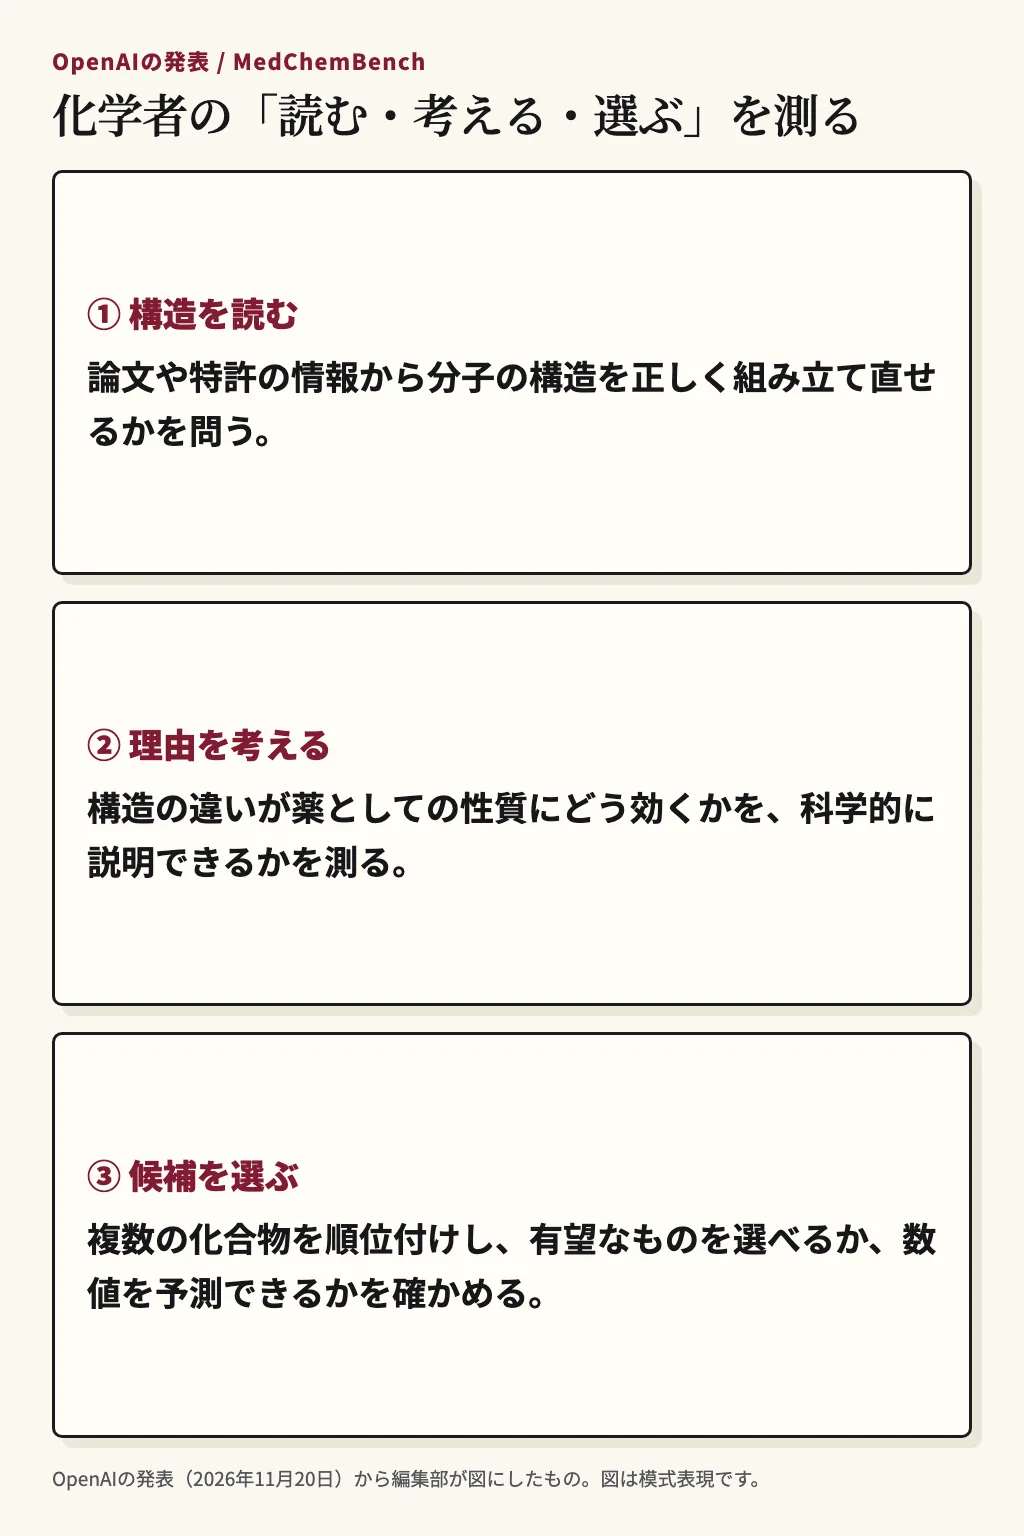 OpenAIの発表 / MedChemBench
化学者の「読む・考える・選ぶ」を測る
① 構造を読む
論文や特許の情報から分子の構造を正しく組み立て直せ
るかを問う。
② 理由を考える
構造の違いが薬としての性質にどう効くかを、科学的に
説明できるかを測る。
③ 候補を選ぶ
複数の化合物を順位付けし、有望なものを選べるか、数
値を予測できるかを確かめる。
OpenAIの発表（2026年11月20日）から編集部が図にしたもの。図は模式表現です。